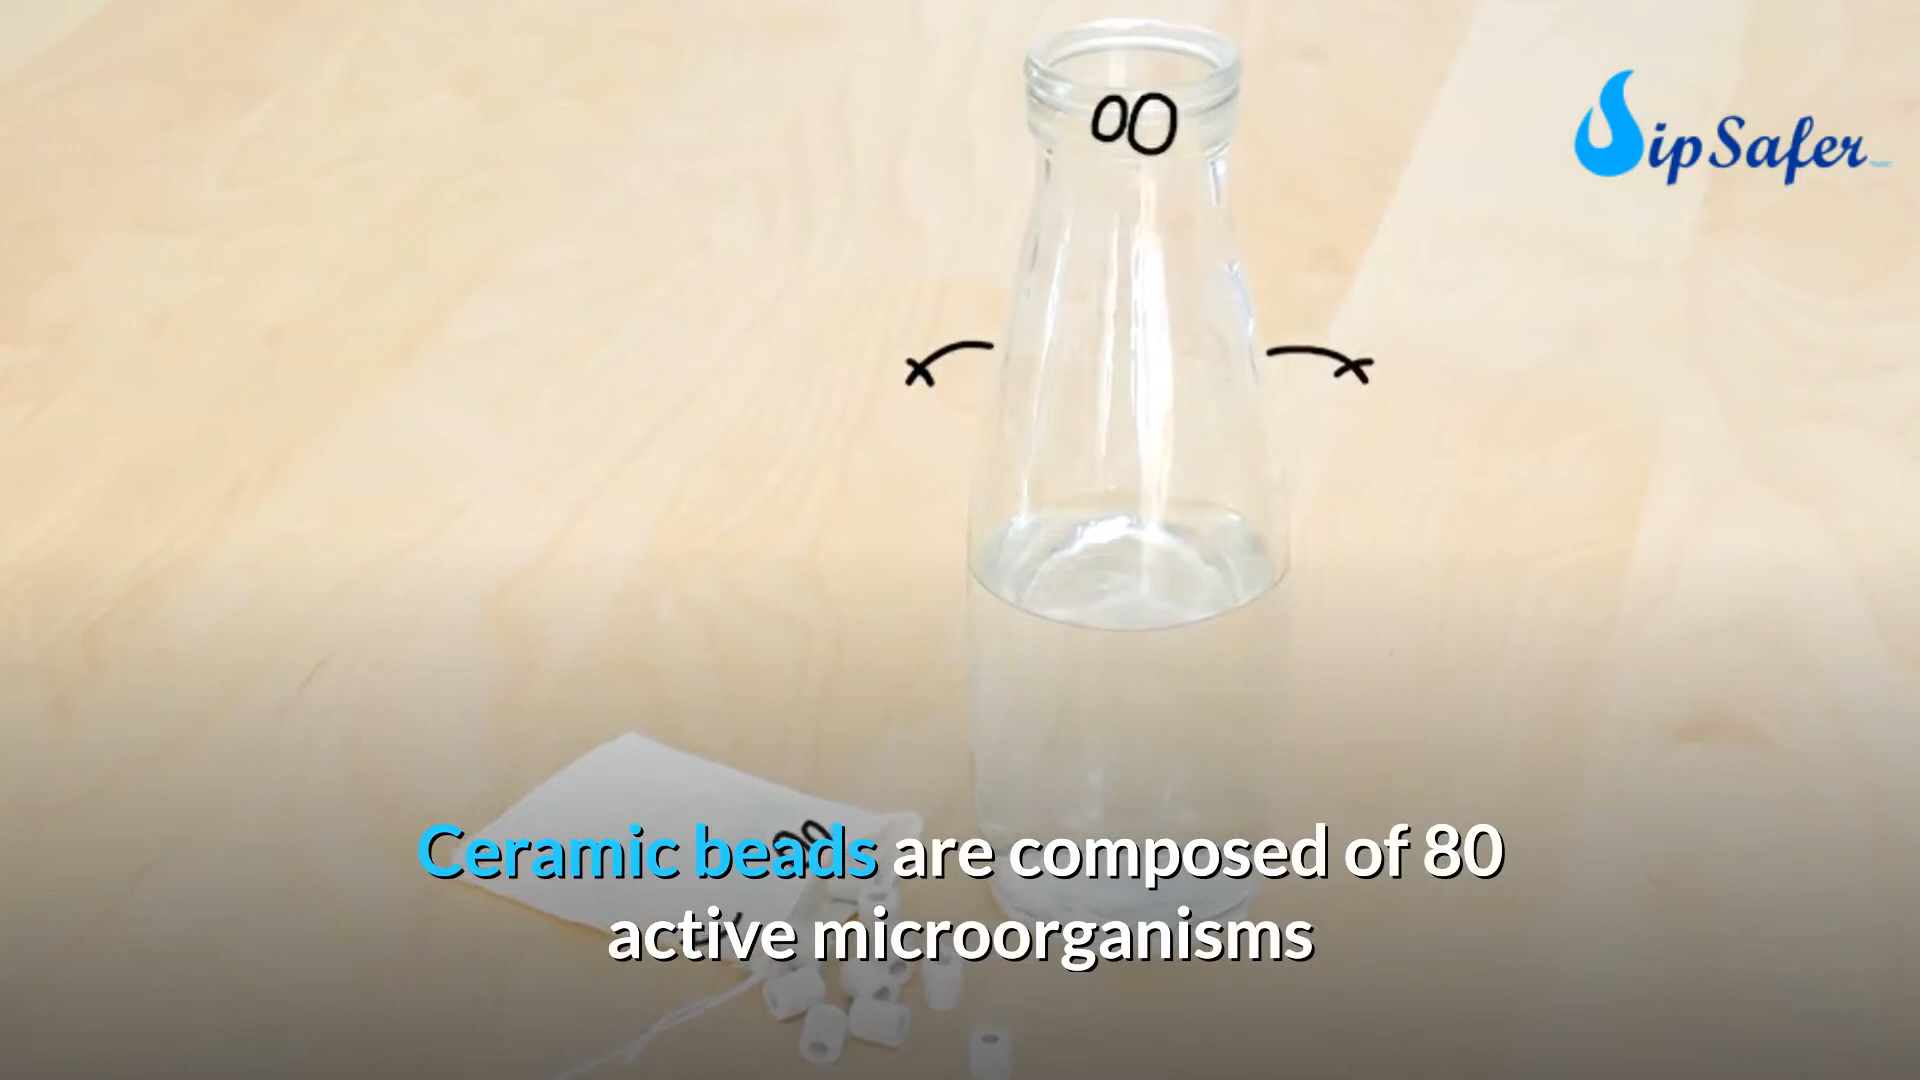 SipSafer
Ceramic beads are composed of 80
active microorganisms